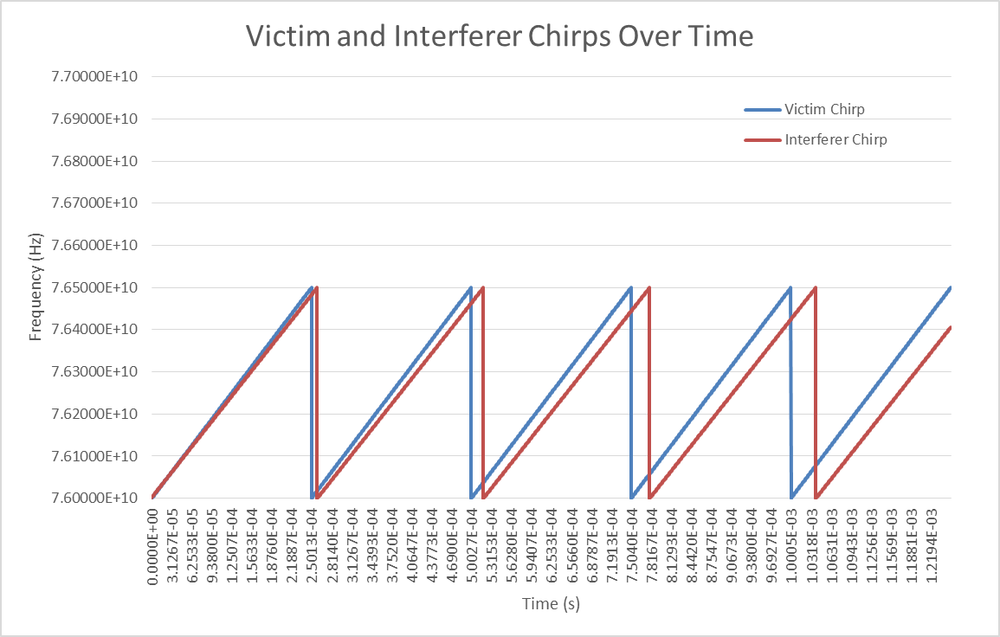 Victim and Interferer Chirps Over Time
7.70000E+10
7.69000E+10
7.68000E+10
7.67000E+10
7.66000E+10
7.65000E+10
7.64000E+10
7.63000E+10
7.62000E+10
7.61000E+10
7.60000E+10
Frequency (Hz)
Victim Chirp
Interferer Chirp
0.0000E+00
3.1267E-05
6.2533E-05
9.3800E-05
1.2507E-04
1.5633E-04
1.8760E-04
2.1887E-04
2.5013E-04
2.8140E-04
3.1267E-04
3.4393E-04
3.7520E-04
4.0647E-04
4.3773E-04
4.6900E-04
5.0027E-04
5.3153E-04
5.6280E-04
5.9407E-04
6.2533E-04
6.5660E-04
6.8787E-04
7.1913E-04
7.5040E-04
7.8167E-04
8.1293E-04
8.4420E-04
8.7547E-04
9.0673E-04
9.3800E-04
9.6927E-04
1.0005E-03
1.0318E-03
1.0631E-03
1.0943E-03
1.1256E-03
1.1569E-03
1.1881E-03
1.2194E-03
Time (s)